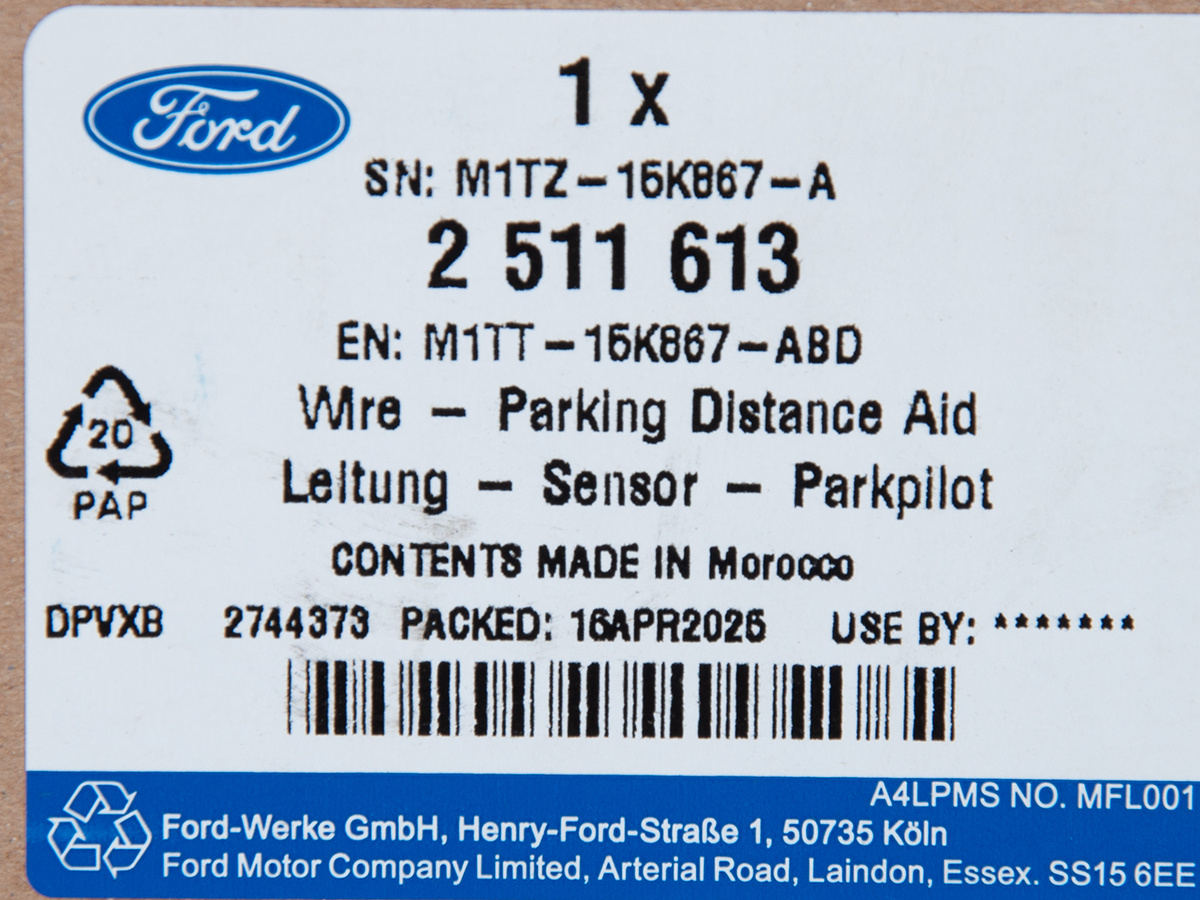 Ford
1 x
SN: M1TZ-15K867-A
2 511 613
EN: M1TT-15K867-ABD
Wire - Parking Distance Aid
Leitung - Sensor - Parkpilot
20
PAP
CONTENTS MADE IN Morocco
DPVXB 2744373 PACKED: 16APR2025 USE BY: *******
A4LPMS NO. MFL001
Ford-Werke GmbH, Henry-Ford-Straße 1, 50735 Köln
Ford Motor Company Limited, Arterial Road, Laindon, Essex. SS15 6EE